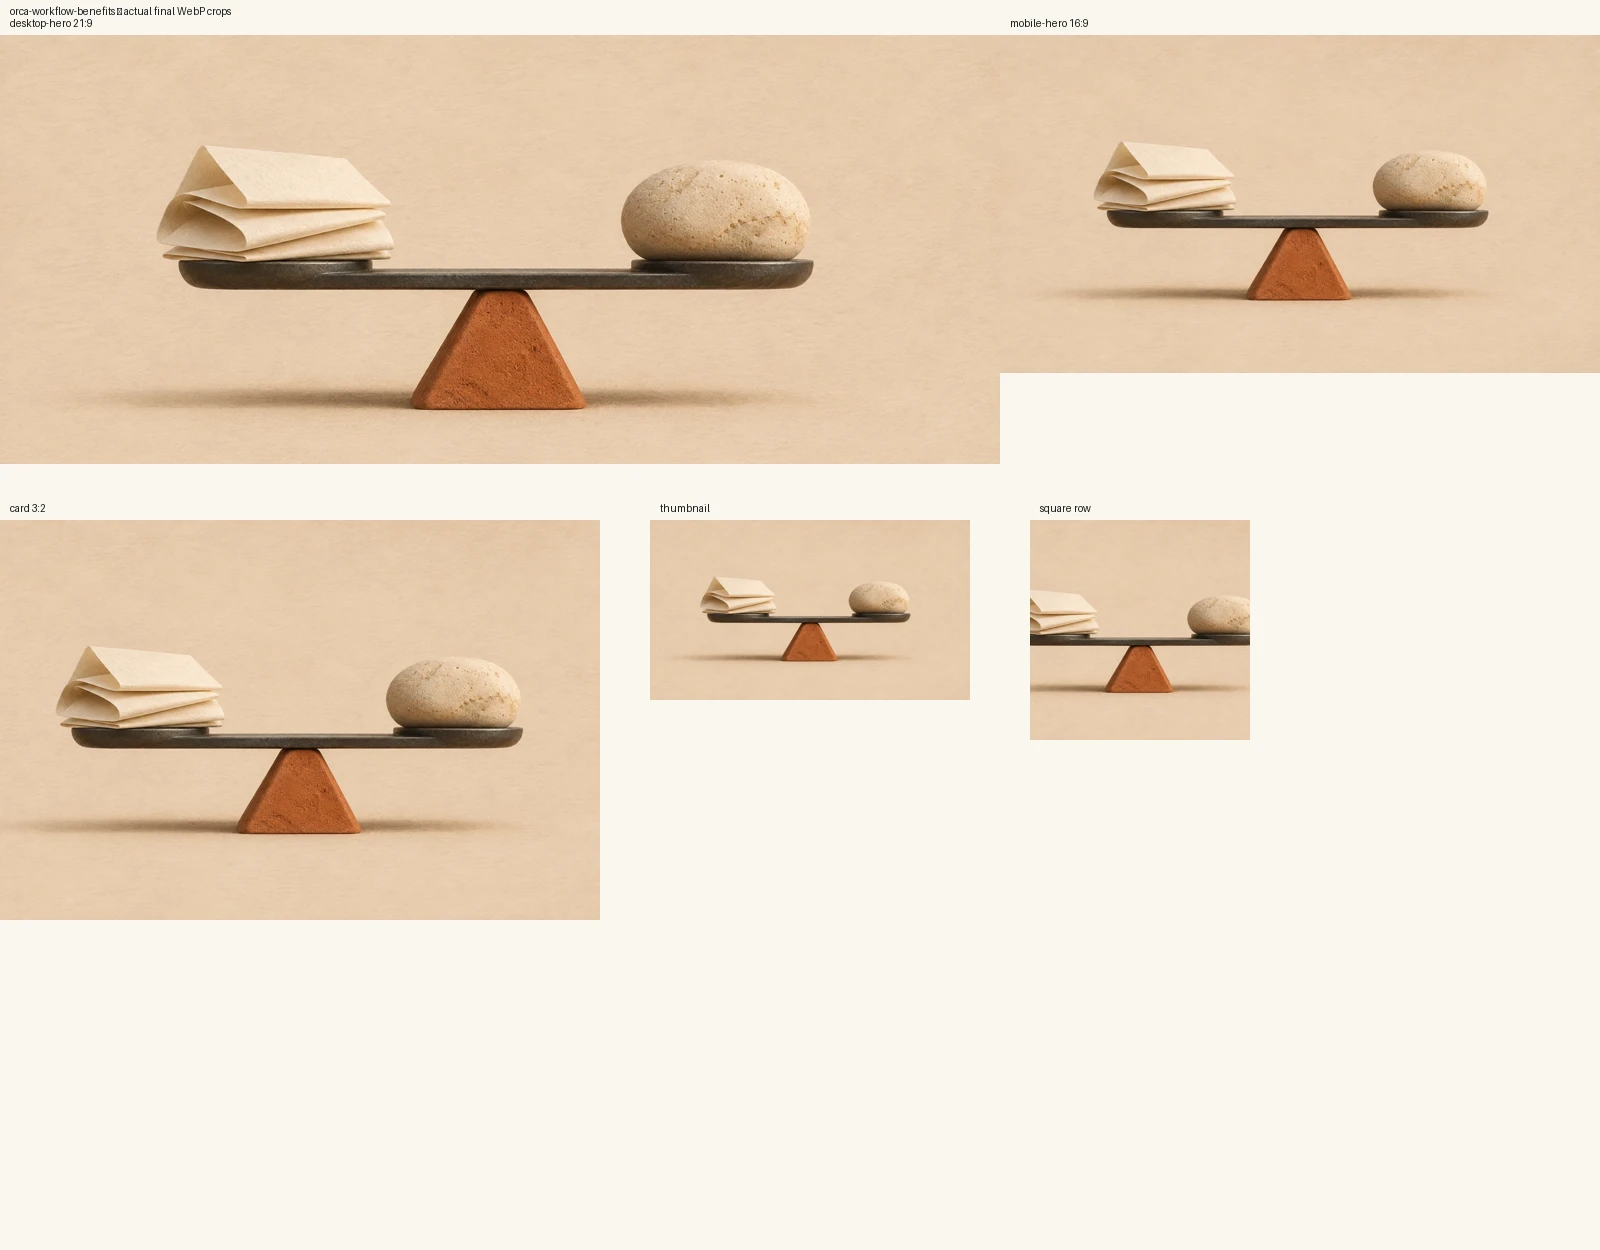 orca-workflow-benefits □ actual final WebP crops
desktop-hero 21:9
mobile-hero 16:9
card 3:2
thumbnail
square row